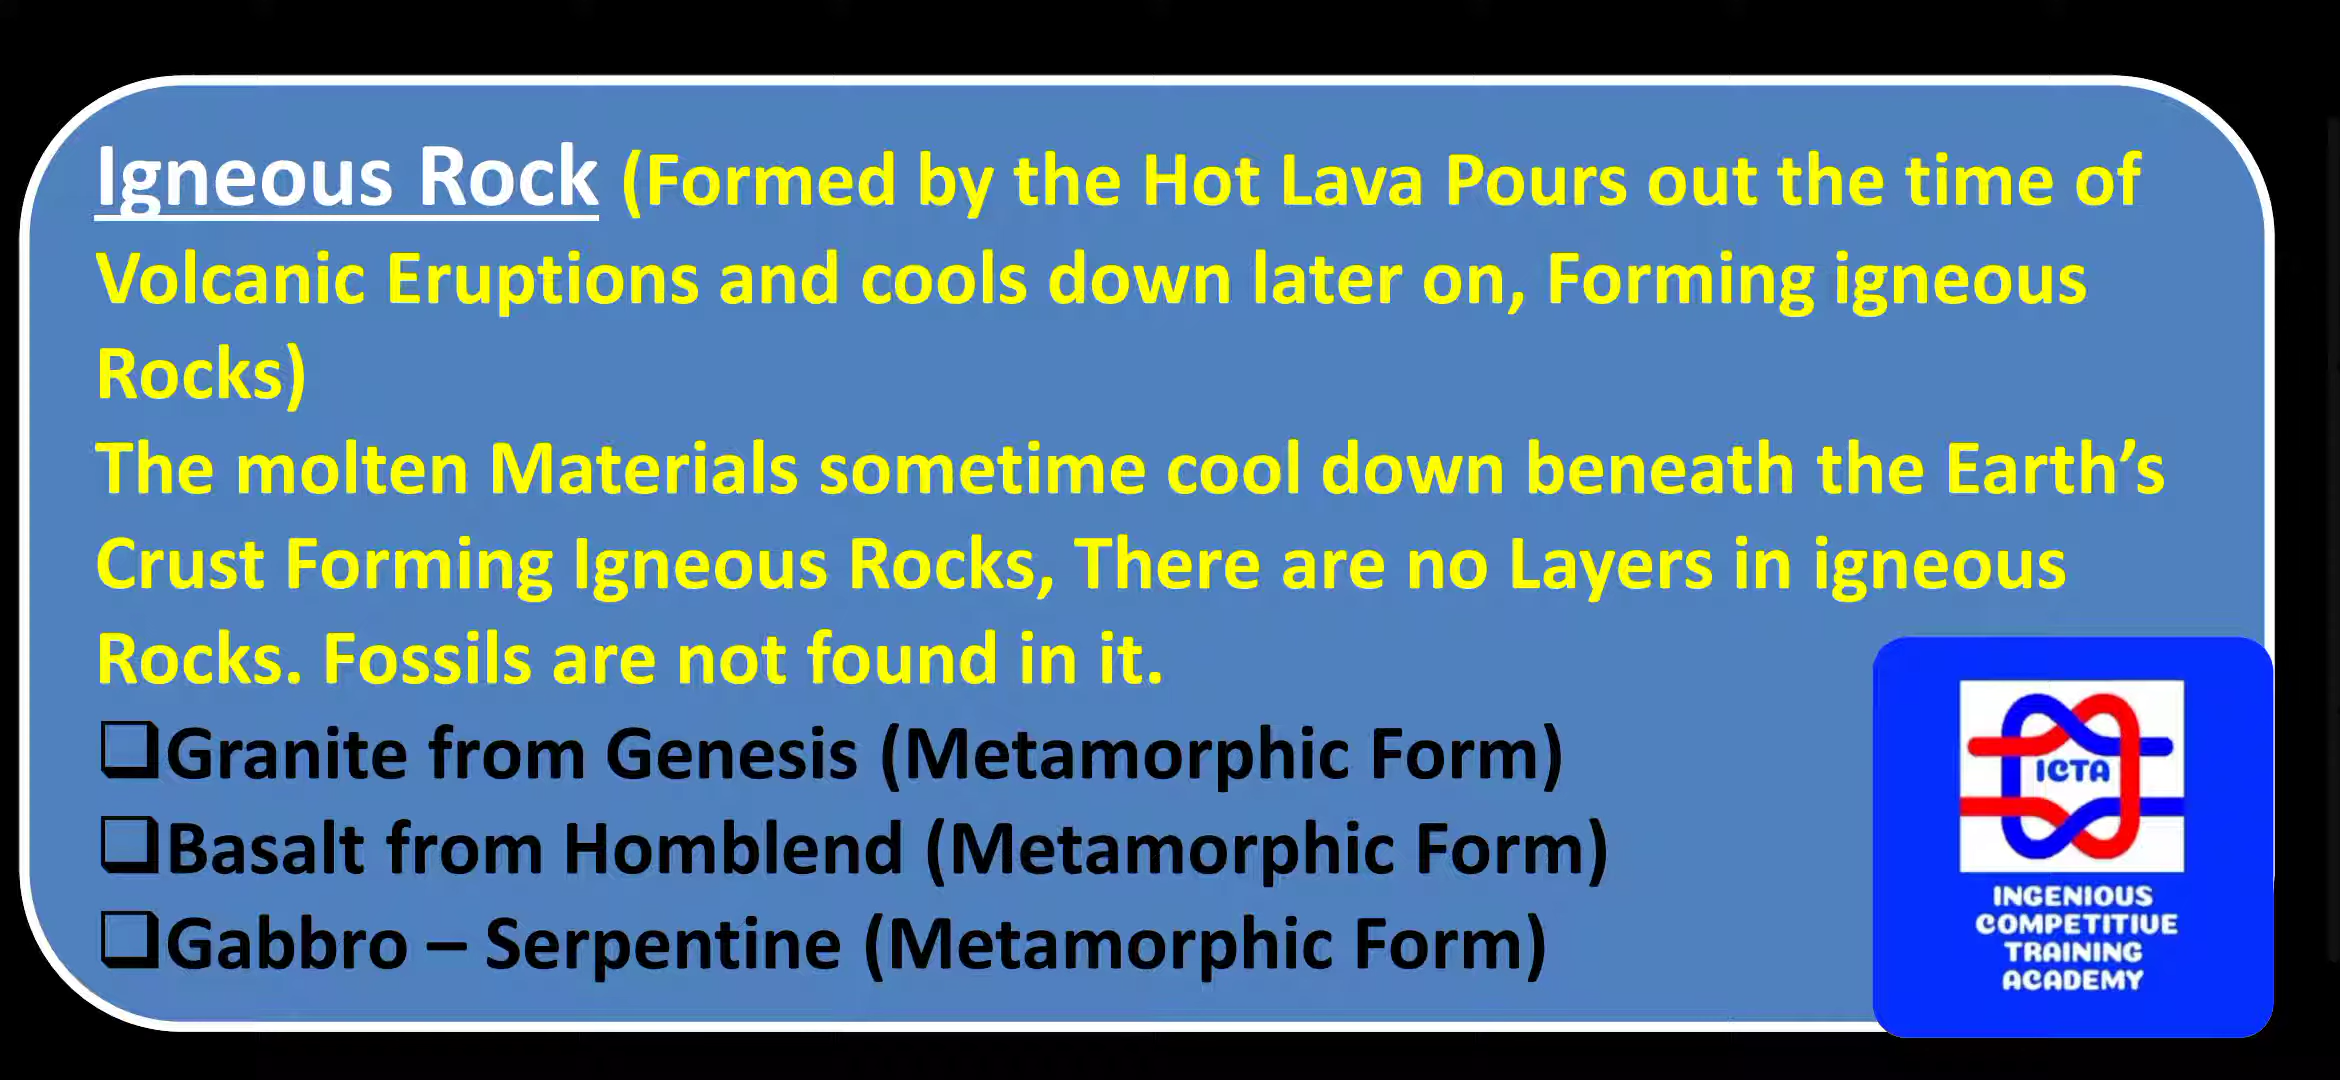 Igneous Rock (Formed by the Hot Lava Pours out the time of
Volcanic Eruptions and cools down later on, Forming igneous
Rocks)
The molten Materials sometime cool down beneath the Earth’s
Crust Forming Igneous Rocks, There are no Layers in igneous
Rocks. Fossils are not found in it.
❑Granite from Genesis (Metamorphic Form)
❑Basalt from Homblend (Metamorphic Form)
❑Gabbro – Serpentine (Metamorphic Form)
ICTA
INGENIOUS
COMPETITIVE
TRAINING
ACADEMY